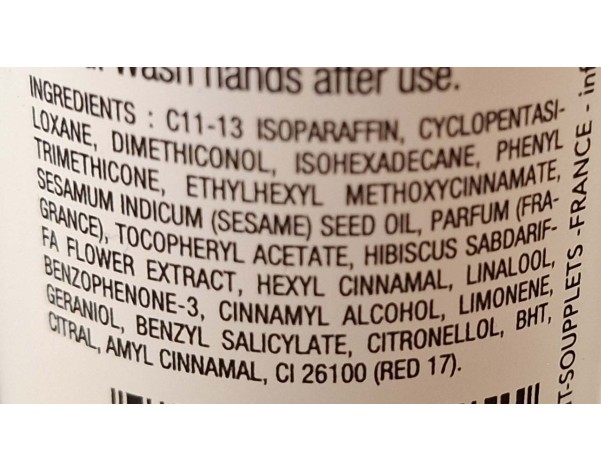 wash hands after use.
INGREDIENTS : C11-13 ISOPARAFFIN, CYCLOPENTASI-
LOXANE, DIMETHICONOL, ISOHEXADECANE, PHENYL
TRIMETHICONE, ETHYLHEXYL METHOXYCINNAMATE,
SESAMUM INDICUM (SESAME) SEED OIL, PARFUM (FRA-
GRANCE), TOCOPHERYL ACETATE, HIBISCUS SABDARIF-
FA FLOWER EXTRACT, HEXYL CINNAMAL, LINALOOL,
BENZOPHENONE-3, CINNAMYL ALCOHOL, LIMONENE,
GERANIOL, BENZYL SALICYLATE, CITRONELLOL, BHT,
CITRAL, AMYL CINNAMAL, CI 26100 (RED 17).
T-SOUPPLETS -FRANCE - inf